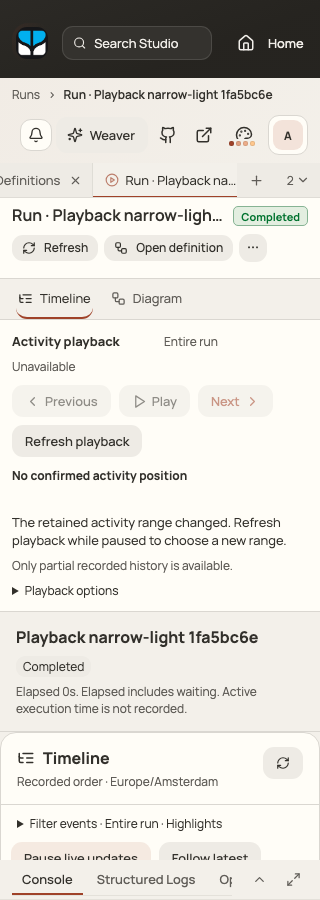 Search Studio
Home
Runs > Run · Playback narrow-light 1fa5bc6e
Weaver
A
Definitions
Run · Playback na...
2
Run · Playback narrow-ligh...
Completed
Refresh
Open definition
Timeline
Diagram
Activity playback
Entire run
Unavailable
Previous
Play
Next
Refresh playback
No confirmed activity position
The retained activity range changed. Refresh
playback while paused to choose a new range.
Only partial recorded history is available.
Playback options
Playback narrow-light 1fa5bc6e
Completed
Elapsed 0s. Elapsed includes waiting. Active
execution time is not recorded.
Timeline
Recorded order · Europe/Amsterdam
Filter events · Entire run · Highlights
Pause live updates
Follow latest
Console
Structured Logs